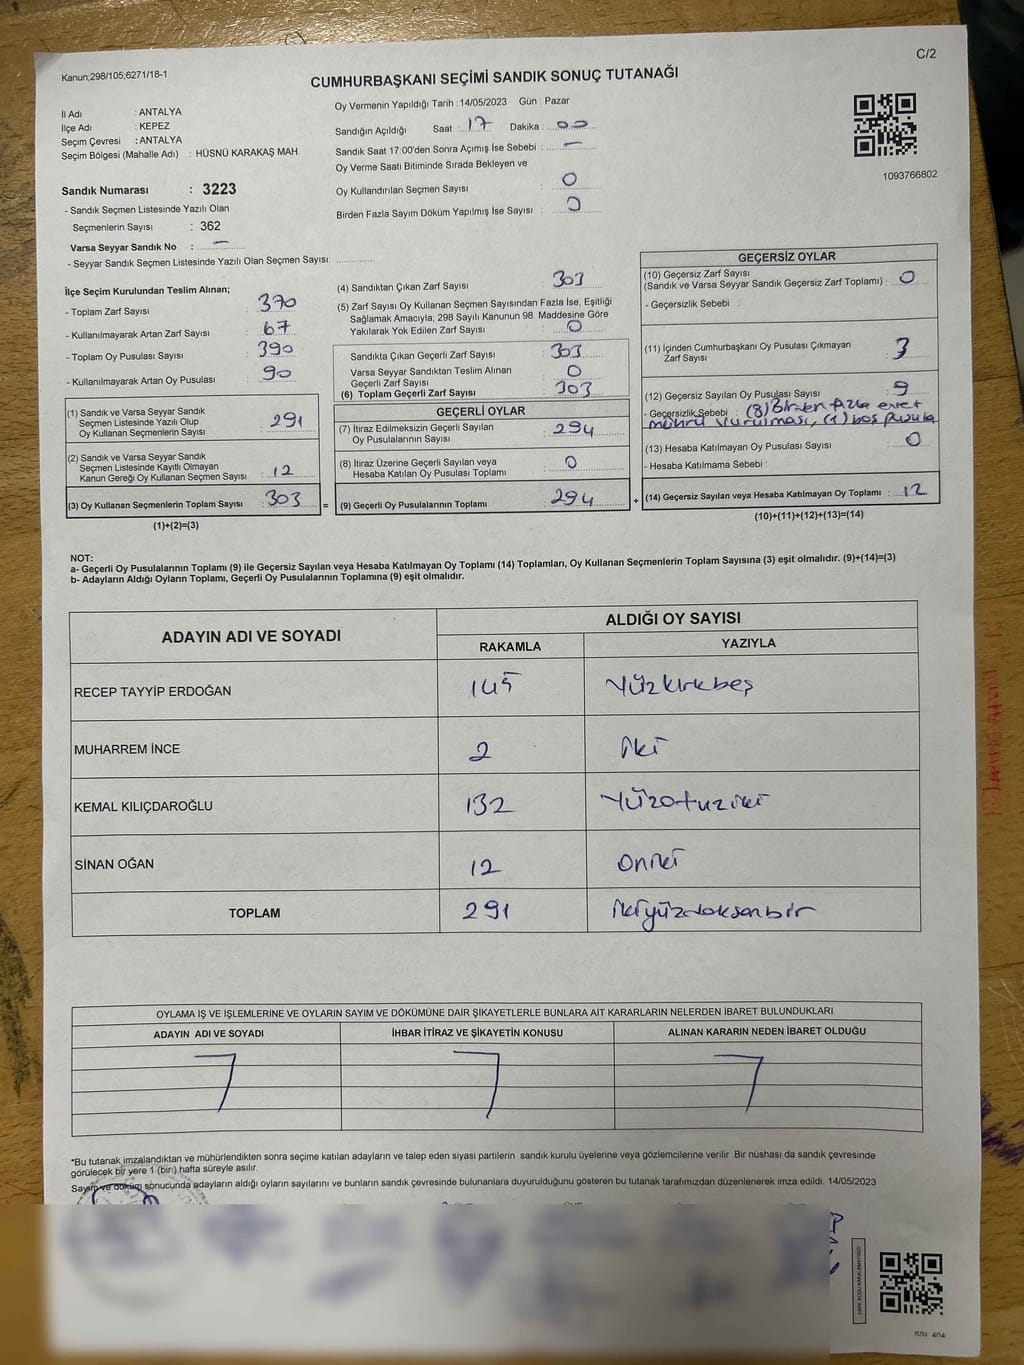 C/2
Kanun;298/105;6271/18-1
CUMHURBAŞKANI SEÇİMİ SANDIK SONUÇ TUTANAĞI
İl Adı : ANTALYA
İlçe Adı : KEPEZ
Seçim Çevresi : ANTALYA
Seçim Bölgesi (Mahalle Adı) : HÜSNÜ KARAKAŞ MAH.
Sandık Numarası : 3223
- Sandık Seçmen Listesinde Yazılı Olan
Seçmenlerin Sayısı : 362
Varsa Seyyar Sandık No : —
- Seyyar Sandık Seçmen Listesinde Yazılı Olan Seçmen Sayısı: ............
Oy Vermenin Yapıldığı Tarih : 14/05/2023 Gün : Pazar
Sandığın Açıldığı Saat : 17 Dakika : 00
Sandık Saat 17:00'den Sonra Açımış İse Sebebi : —
Oy Verme Saati Bitiminde Sırada Bekleyen ve
Oy Kullandırılan Seçmen Sayısı : 0
Birden Fazla Sayım Döküm Yapılmış İse Sayısı : 0
1093766802
İlçe Seçim Kurulundan Teslim Alınan;
- Toplam Zarf Sayısı : 370
- Kullanılmayarak Artan Zarf Sayısı : 67
- Toplam Oy Pusulası Sayısı : 390
- Kullanılmayarak Artan Oy Pusulası : 90
(1) Sandık ve Varsa Seyyar Sandık
Seçmen Listesinde Yazılı Olup
Oy Kullanan Seçmenlerin Sayısı : 291
(2) Sandık ve Varsa Seyyar Sandık
Seçmen Listesinde Kayıtlı Olmayan
Kanun Gereği Oy Kullanan Seçmen Sayısı : 12
(3) Oy Kullanan Seçmenlerin Toplam Sayısı : 303
(1)+(2)=(3)
=
(4) Sandıktan Çıkan Zarf Sayısı : 303
(5) Zarf Sayısı Oy Kullanan Seçmen Sayısından Fazla İse, Eşitliği
Sağlamak Amacıyla; 298 Sayılı Kanunun 98. Maddesine Göre
Yakılarak Yok Edilen Zarf Sayısı : 0
Sandıkta Çıkan Geçerli Zarf Sayısı : 303
Varsa Seyyar Sandıktan Teslim Alınan
Geçerli Zarf Sayısı : 0
(6) Toplam Geçerli Zarf Sayısı : 303
GEÇERLİ OYLAR
(7) İtiraz Edilmeksizin Geçerli Sayılan
Oy Pusulalarının Sayısı : 294
(8) İtiraz Üzerine Geçerli Sayılan veya
Hesaba Katılan Oy Pusulası Toplamı : 0
(9) Geçerli Oy Pusulalarının Toplamı : 294
+
GEÇERSİZ OYLAR
(10) Geçersiz Zarf Sayısı
(Sandık ve Varsa Seyyar Sandık Geçersiz Zarf Toplamı) : 0
- Geçersizlik Sebebi :
(11) İçinden Cumhurbaşkanı Oy Pusulası Çıkmayan
Zarf Sayısı : 3
(12) Geçersiz Sayılan Oy Pusulası Sayısı : 9
- Geçersizlik Sebebi : (8) Birden fazla evet
mührü vurulması, (1) boş pusula
(13) Hesaba Katılmayan Oy Pusulası Sayısı : 0
- Hesaba Katılmama Sebebi :
(14) Geçersiz Sayılan veya Hesaba Katılmayan Oy Toplamı : 12
(10)+(11)+(12)+(13)=(14)
NOT:
a- Geçerli Oy Pusulalarının Toplamı (9) ile Geçersiz Sayılan veya Hesaba Katılmayan Oy Toplamı (14) Toplamları, Oy Kullanan Seçmenlerin Toplam Sayısına (3) eşit olmalıdır. (9)+(14)=(3)
b- Adayların Aldığı Oyların Toplamı, Geçerli Oy Pusulalarının Toplamına (9) eşit olmalıdır.
ADAYIN ADI VE SOYADI ALDIĞI OY SAYISI
RAKAMLA YAZIYLA
RECEP TAYYİP ERDOĞAN 145 Yüzkırkbeş
MUHARREM İNCE 2 iki
KEMAL KILIÇDAROĞLU 132 Yüzotuziki
SİNAN OĞAN 12 oniki
TOPLAM 291 ikiyüzdoksanbir
OYLAMA İŞ VE İŞLEMLERİNE VE OYLARIN SAYIM VE DÖKÜMÜNE DAİR ŞİKAYETLERLE BUNLARA AİT KARARLARIN NELERDEN İBARET BULUNDUKLARI
ADAYIN ADI VE SOYADI İHBAR İTİRAZ VE ŞİKAYETİN KONUSU ALINAN KARARIN NEDEN İBARET OLDUĞU
*Bu tutanak imzalandıktan ve mühürlendikten sonra seçime katılan adayların ve talep eden siyasi partilerin sandık kurulu üyelerine veya gözlemcilerine verilir. Bir nüshası da sandık çevresinde
görülecek bir yere 1 (bir) hafta süreyle asılır.
Sayım ve döküm sonucunda adayların aldığı oyların sayılarını ve bunların sandık çevresinde bulunanlara duyurulduğunu gösteren bu tutanak tarafımızdan düzenlenerek imza edildi. 14/05/2023